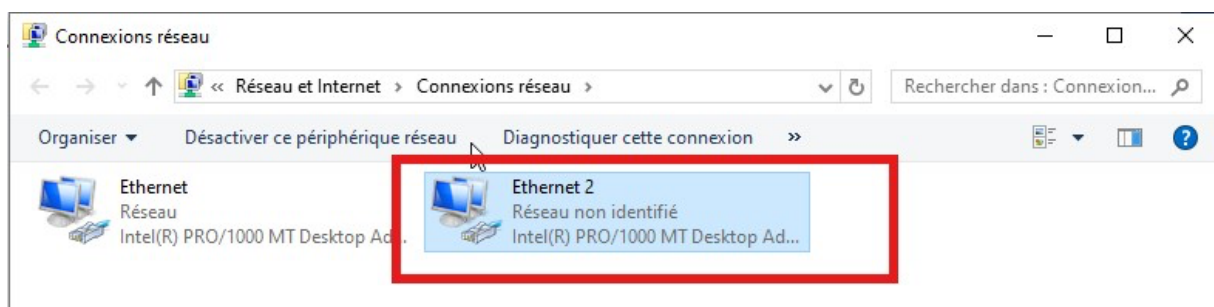 Connexions réseau
« Réseau et Internet > Connexions réseau >
Rechercher dans : Connexion...
Organiser
Désactiver ce périphérique réseau
Diagnostiquer cette connexion
»
Ethernet
Réseau
Intel(R) PRO/1000 MT Desktop Ad...
Ethernet 2
Réseau non identifié
Intel(R) PRO/1000 MT Desktop Ad...